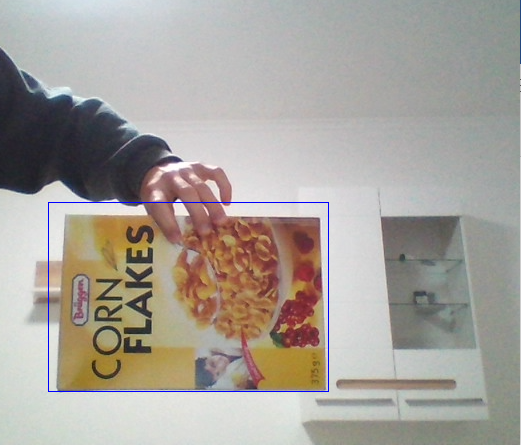 Brüggen
CORN
FLAKES
375 g e